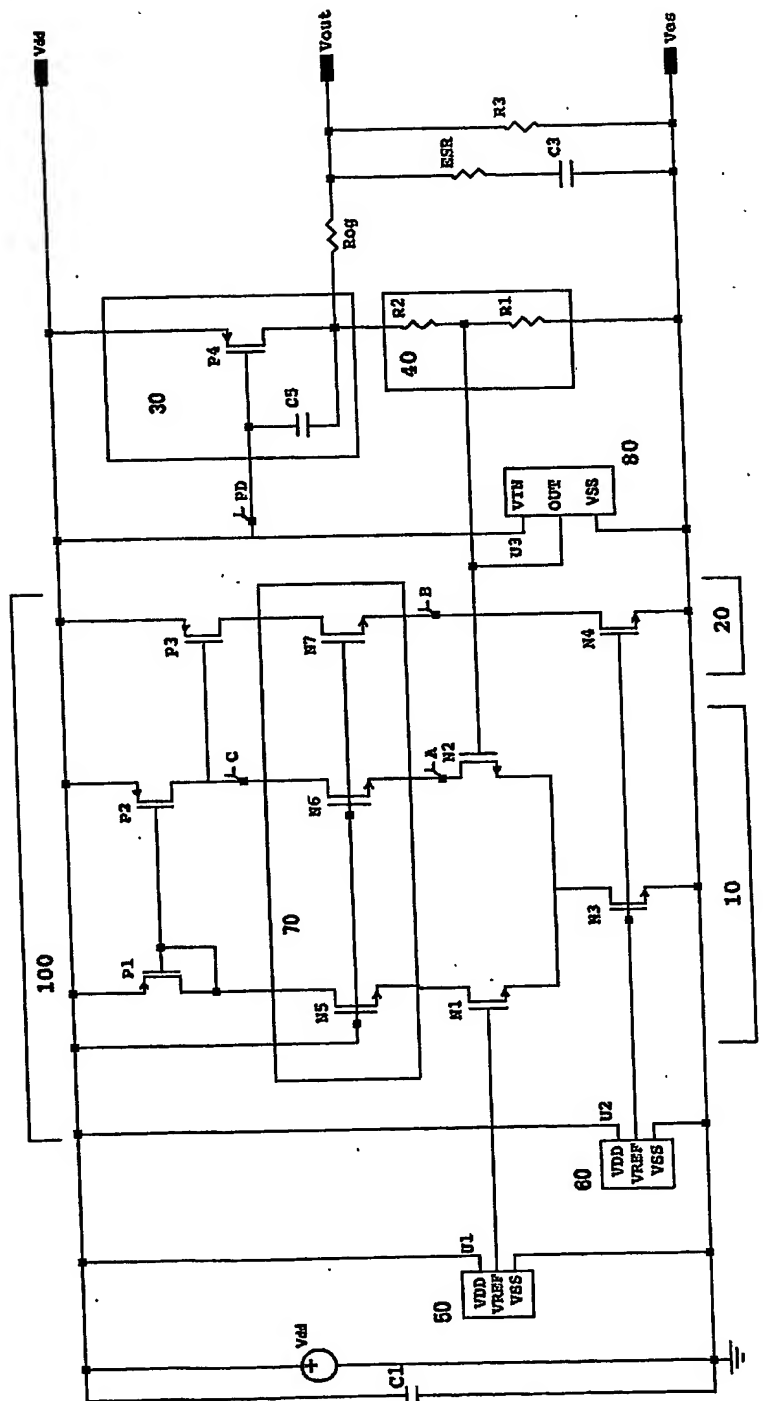 Vdd
Vout
Vss
R3
ESR
C3
Rog
30
P4
C5
R2
40
R1
PD
VIN
OUT
VSS
U3
80
100
P3
N7
B
N4
20
P2
C
N6
A
N2
P1
70
N5
N1
N3
10
U2
VDD
VREF
VSS
60
U1
VDD
VREF
VSS
50
Vdd
C1